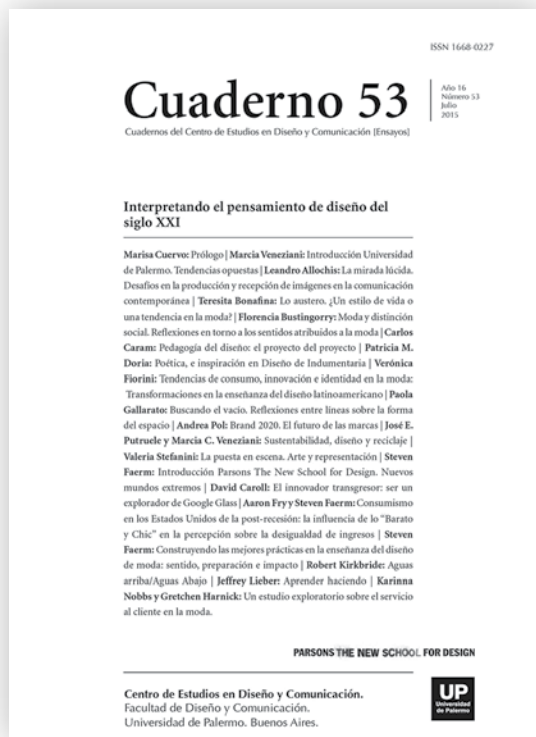 ISSN 1668-0227
Cuaderno 53
Cuadernos del Centro de Estudios en Diseño y Comunicación [Ensayos]
Año 16
Número 53
Julio
2015
Interpretando el pensamiento de diseño del
siglo XXI
Marisa Cuervo: Prólogo | Marcia Veneziani: Introducción Universidad
de Palermo. Tendencias opuestas | Leandro Allochis: La mirada lúcida.
Desafíos en la producción y recepción de imágenes en la comunicación
contemporánea | Teresita Bonafina: Lo austero. ¿Un estilo de vida o
una tendencia en la moda? | Florencia Bustingorry: Moda y distinción
social. Reflexiones en torno a los sentidos atribuidos a la moda | Carlos
Caram: Pedagogía del diseño: el proyecto del proyecto | Patricia M.
Doria: Poética, e inspiración en Diseño de Indumentaria | Verónica
Fiorini: Tendencias de consumo, innovación e identidad en la moda:
Transformaciones en la enseñanza del diseño latinoamericano | Paola
Gallarato: Buscando el vacío. Reflexiones entre líneas sobre la forma
del espacio | Andrea Pol: Brand 2020. El futuro de las marcas | José E.
Putruele y Marcia C. Veneziani: Sustentabilidad, diseño y reciclaje |
Valeria Stefanini: La puesta en escena. Arte y representación | Steven
Faerm: Introducción Parsons The New School for Design. Nuevos
mundos extremos | David Caroll: El innovador transgresor: ser un
explorador de Google Glass | Aaron Fry y Steven Faerm: Consumismo
en los Estados Unidos de la post-recesión: la influencia de lo "Barato
y Chic" en la percepción sobre la desigualdad de ingresos | Steven
Faerm: Construyendo las mejores prácticas en la enseñanza del diseño
de moda: sentido, preparación e impacto | Robert Kirkbride: Aguas
arriba/Aguas Abajo | Jeffrey Lieber: Aprender haciendo | Karinna
Nobbs y Gretchen Harnick: Un estudio exploratorio sobre el servicio
al cliente en la moda.
PARSONS THE NEW SCHOOL FOR DESIGN
Centro de Estudios en Diseño y Comunicación.
Facultad de Diseño y Comunicación.
Universidad de Palermo. Buenos Aires.
UP
Universidad
de Palermo